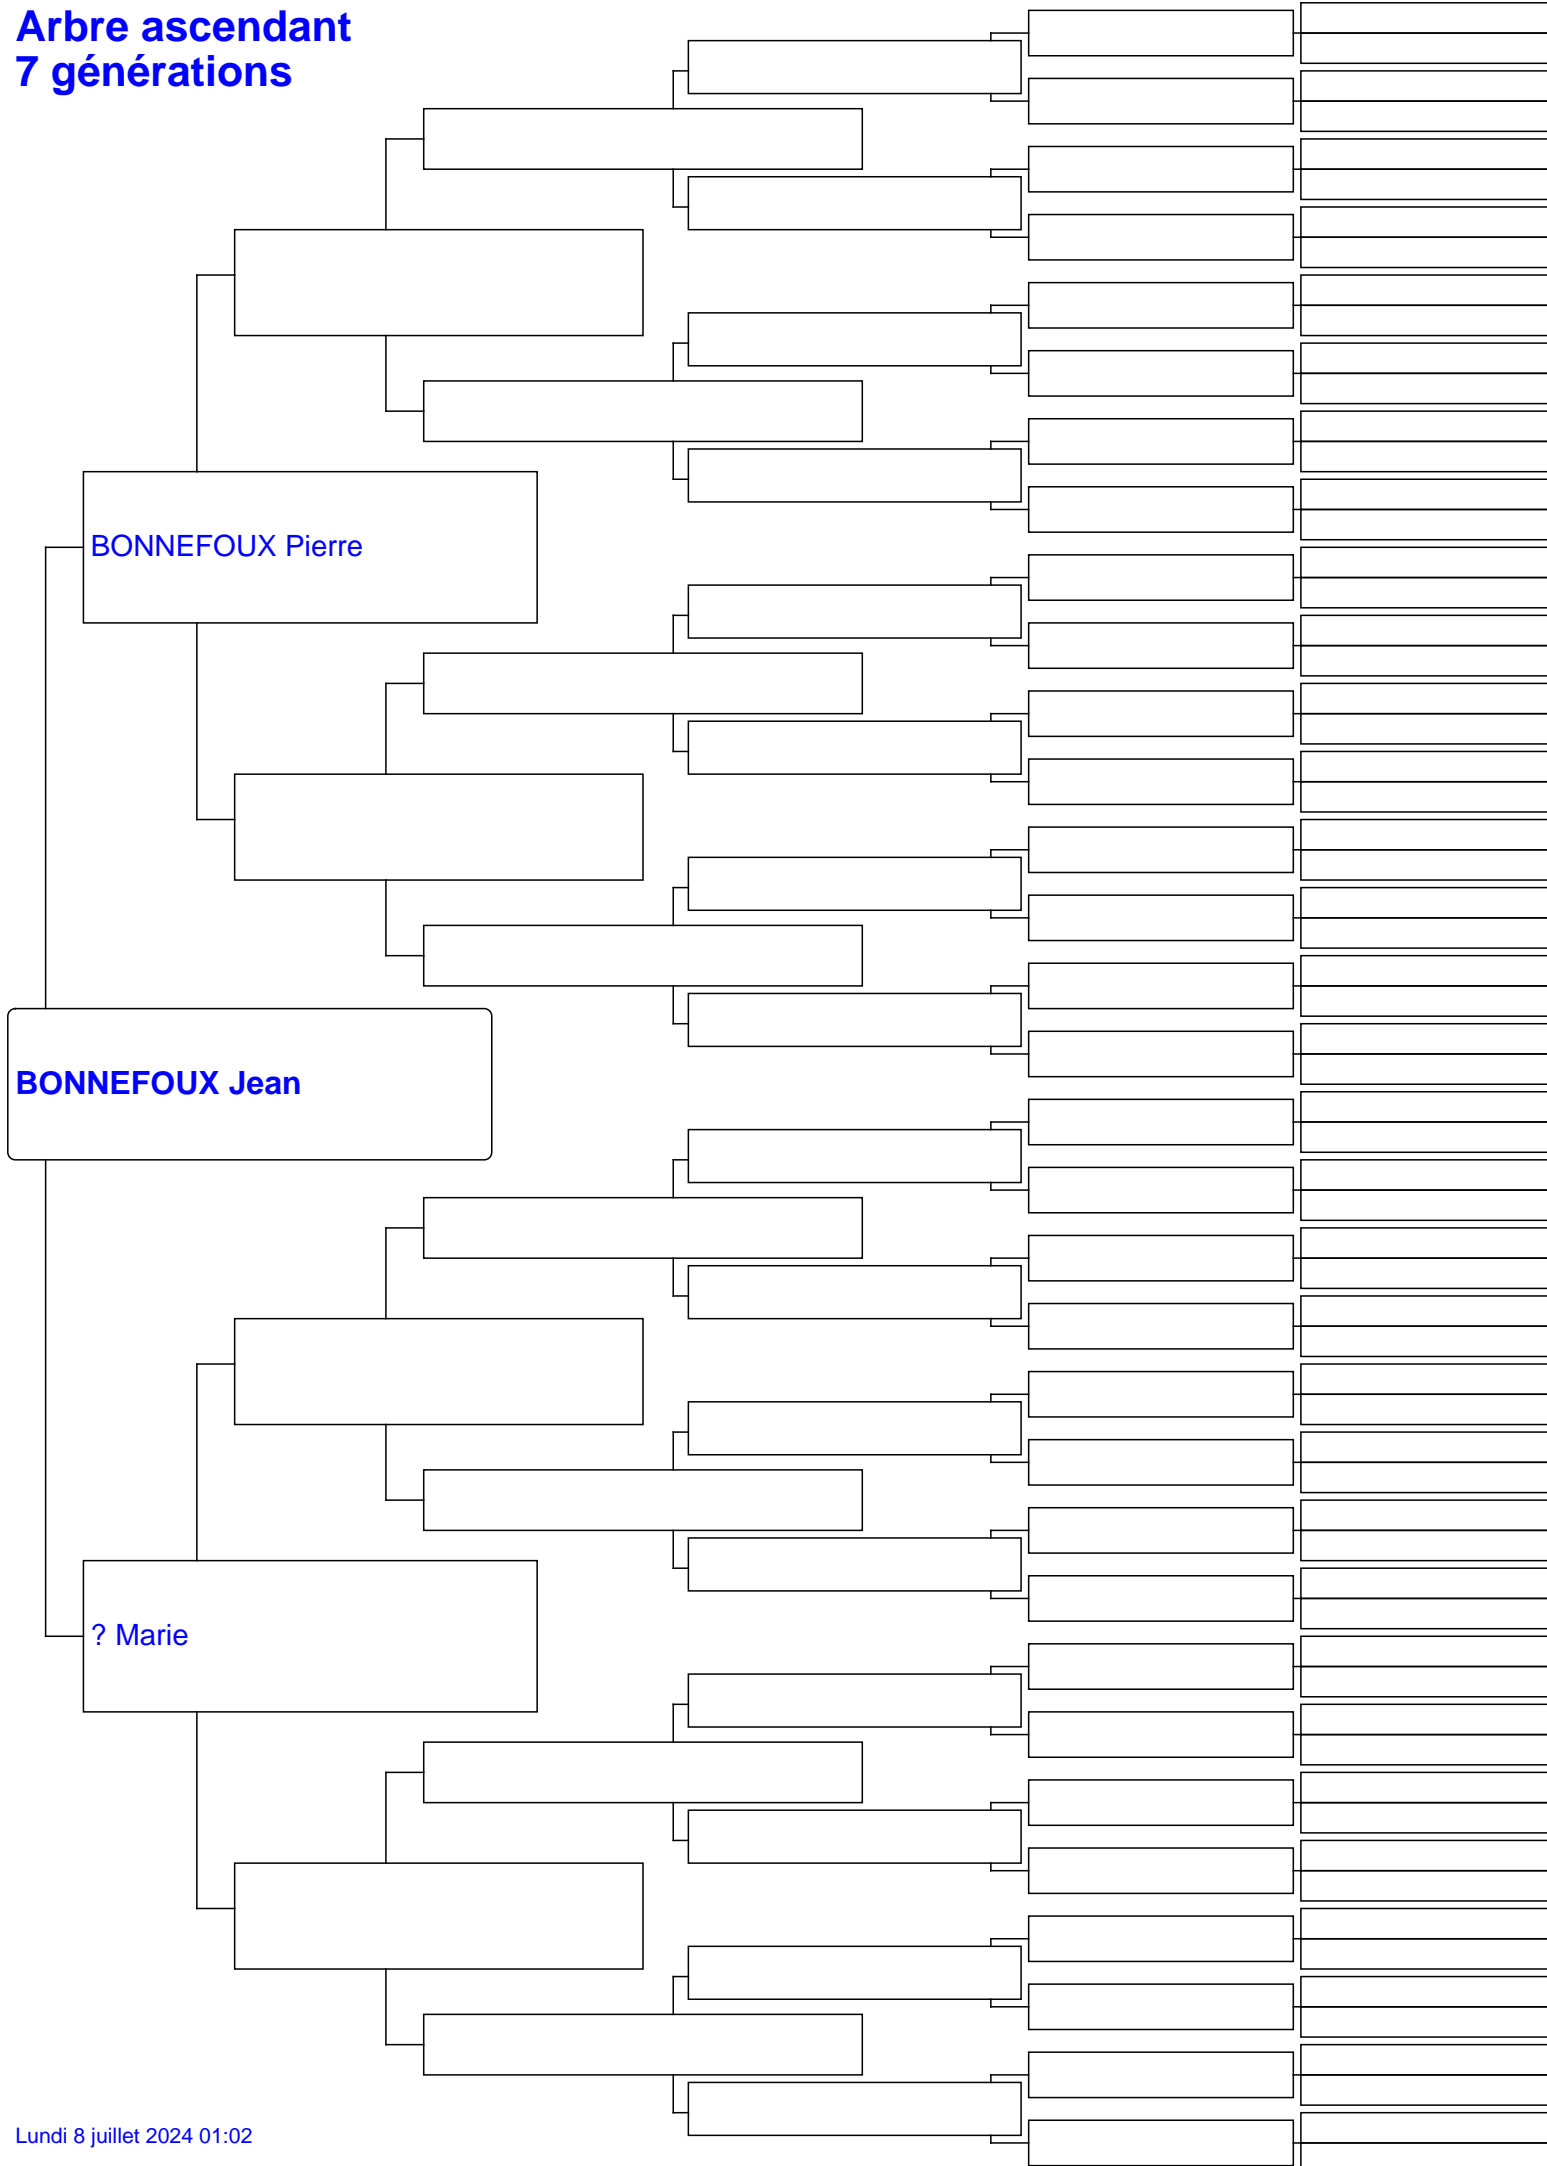 Arbre ascendant
7 générations
BONNEFOUX Pierre
BONNEFOUX Jean
? Marie
Lundi 8 juillet 2024 01:02